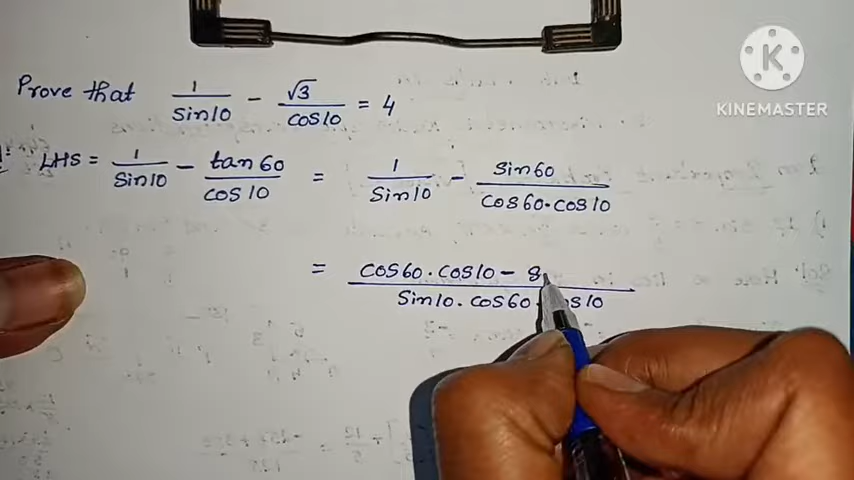 Prove that 1/Sin10 - √3/cos10 = 4
LHS = 1/Sin10 - tan60/cos10 = 1/Sin10 - Sin60/cos60·cos10
= cos60·cos10 - S / Sin10·cos60·cos10
K
KINEMASTER